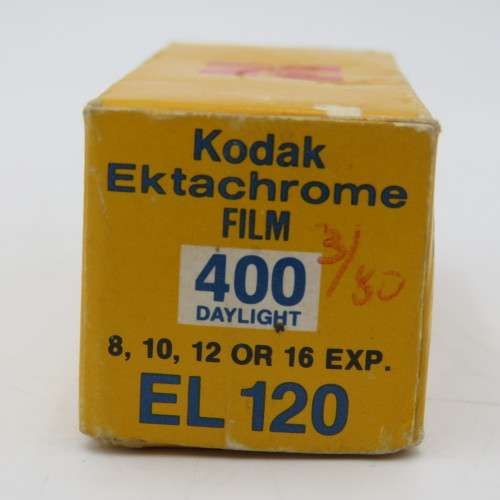 Kodak
Ektachrome
FILM
400
DAYLIGHT
3/80
8, 10, 12 OR 16 EXP.
EL 120